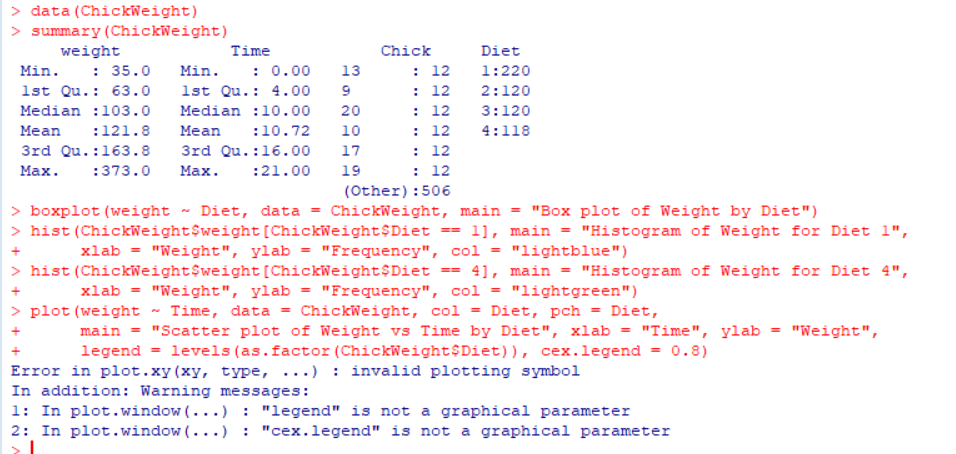 > data(ChickWeight)
> summary(ChickWeight)
     weight           Time           Chick     Diet
 Min.   : 35.0   Min.   : 0.00   13     : 12   1:220
 1st Qu.: 63.0   1st Qu.: 4.00   9      : 12   2:120
 Median :103.0   Median :10.00   20     : 12   3:120
 Mean   :121.8   Mean   :10.72   10     : 12   4:118
 3rd Qu.:163.8   3rd Qu.:16.00   17     : 12
 Max.   :373.0   Max.   :21.00   19     : 12
                                 (Other):506
> boxplot(weight ~ Diet, data = ChickWeight, main = "Box plot of Weight by Diet")
> hist(ChickWeight$weight[ChickWeight$Diet == 1], main = "Histogram of Weight for Diet 1",
+      xlab = "Weight", ylab = "Frequency", col = "lightblue")
> hist(ChickWeight$weight[ChickWeight$Diet == 4], main = "Histogram of Weight for Diet 4",
+      xlab = "Weight", ylab = "Frequency", col = "lightgreen")
> plot(weight ~ Time, data = ChickWeight, col = Diet, pch = Diet,
+      main = "Scatter plot of Weight vs Time by Diet", xlab = "Time", ylab = "Weight",
+      legend = levels(as.factor(ChickWeight$Diet)), cex.legend = 0.8)
Error in plot.xy(xy, type, ...) : invalid plotting symbol
In addition: Warning messages:
1: In plot.window(...) : "legend" is not a graphical parameter
2: In plot.window(...) : "cex.legend" is not a graphical parameter
>